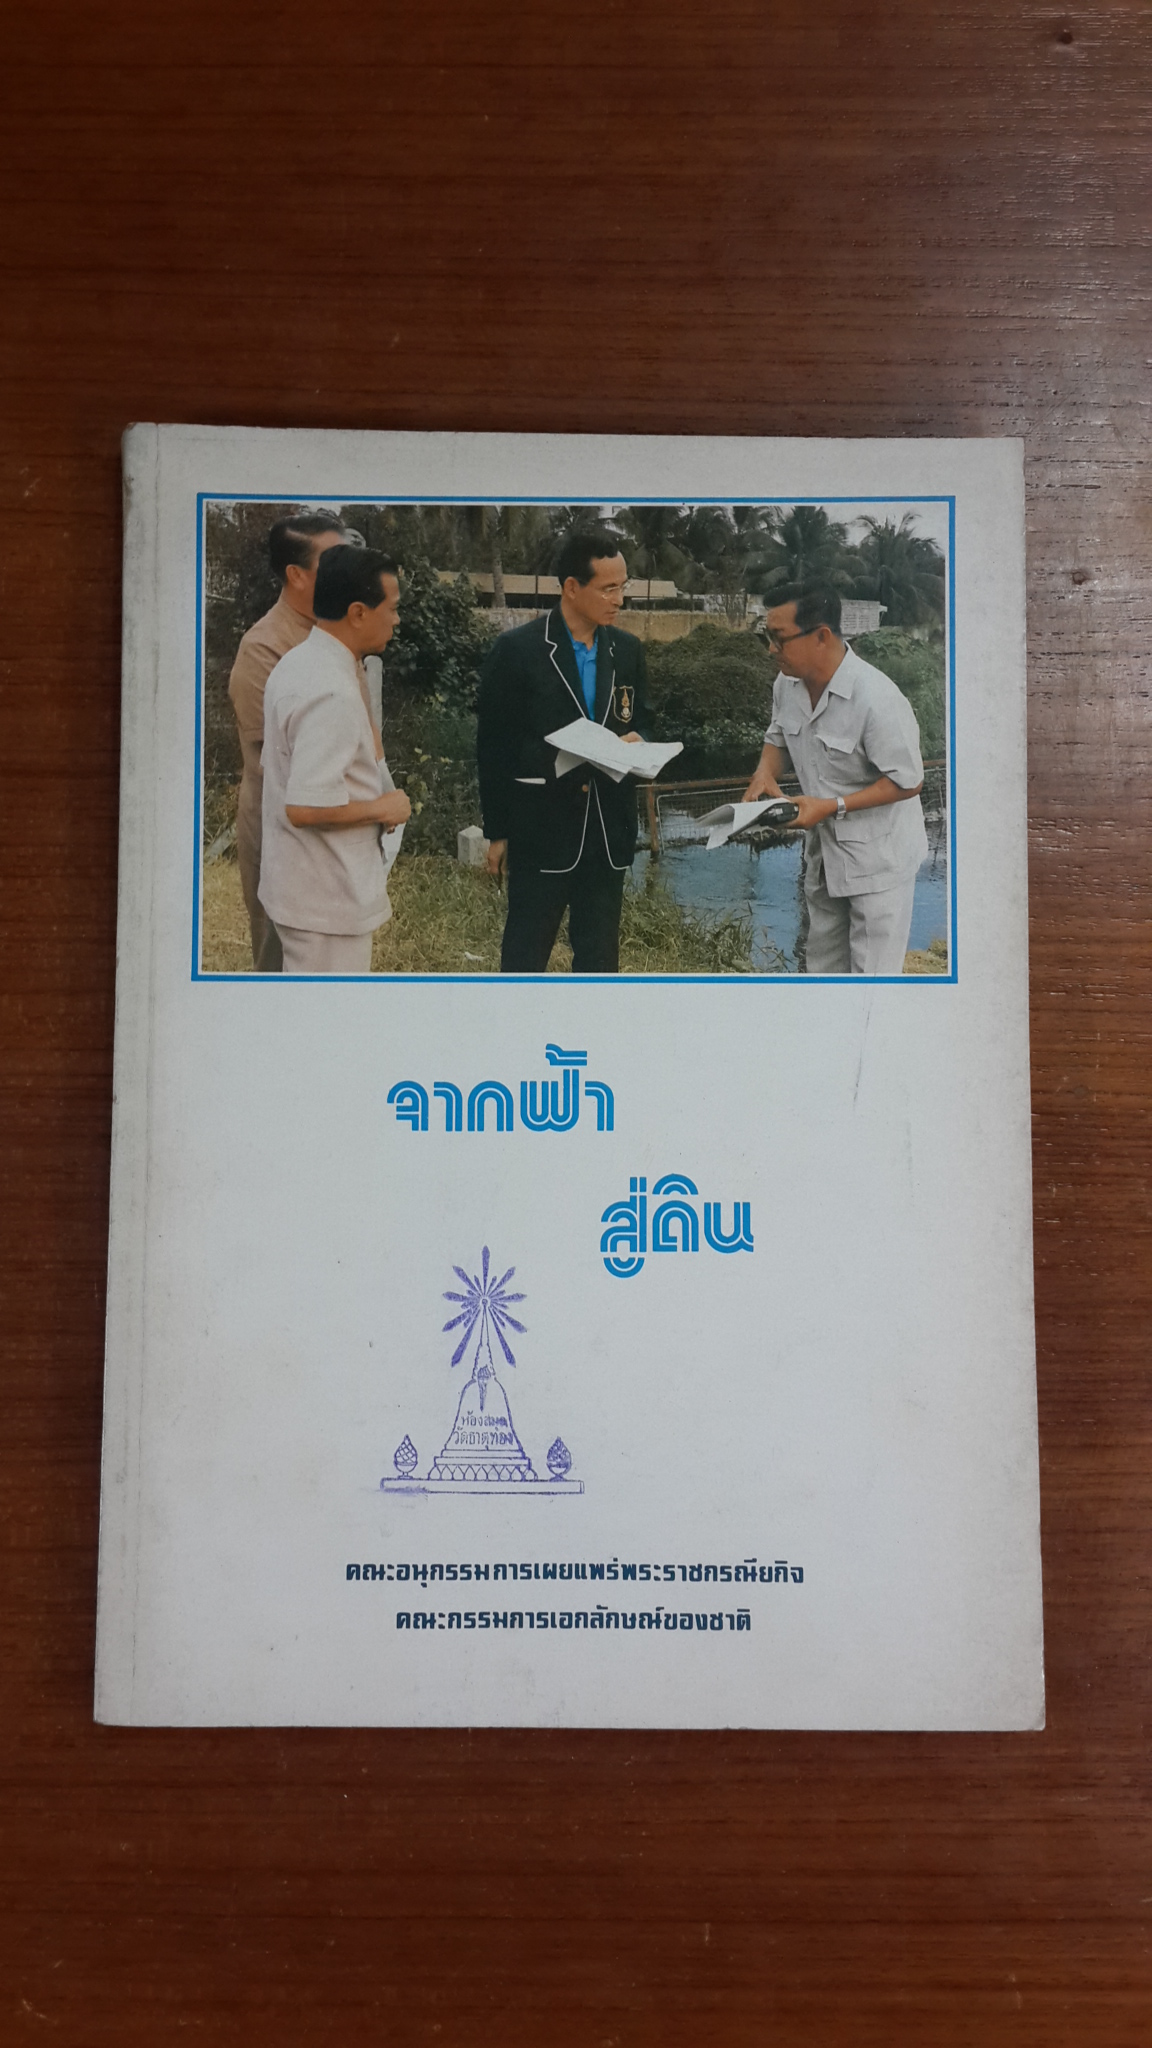 จากฟ้า
สู่ดิน
ห้องสมุด
วัดธาตุทอง
คณะอนุกรรมการเผยแพร่พระราชกรณียกิจ
คณะกรรมการเอกลักษณ์ของชาติ